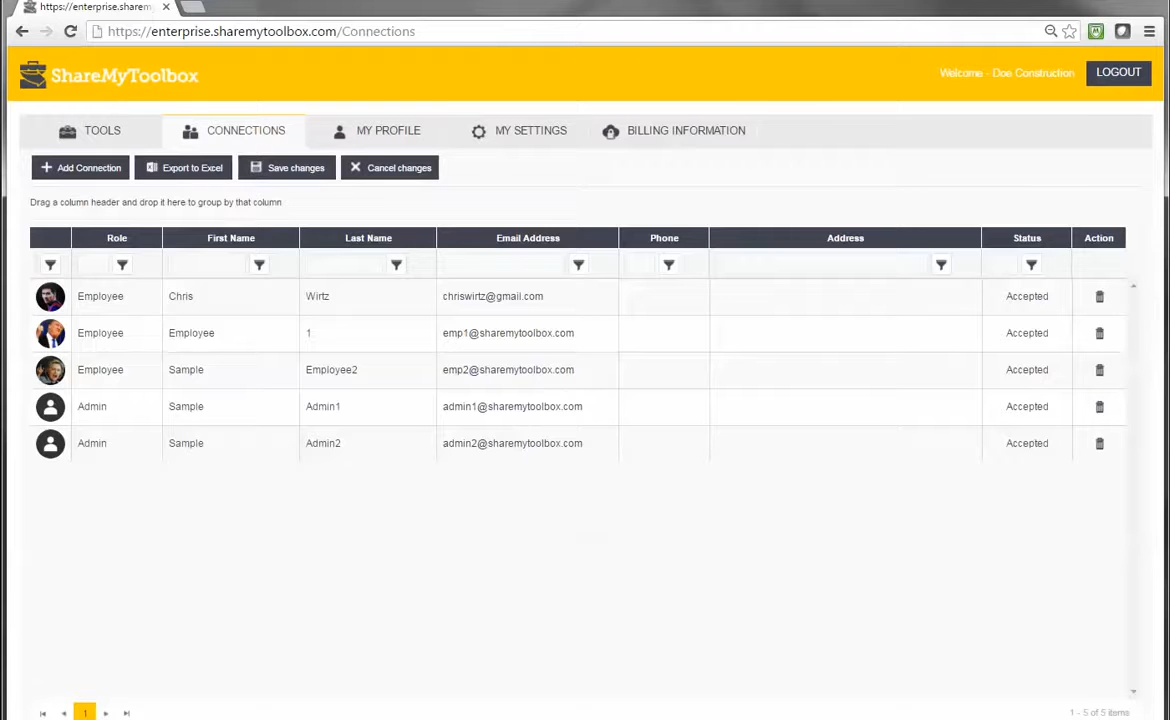 https://enterprise.sharem
https://enterprise.sharemytoolbox.com/Connections
ShareMyToolbox
Welcome - Doe Construction
LOGOUT
TOOLS CONNECTIONS MY PROFILE MY SETTINGS BILLING INFORMATION
Add Connection Export to Excel Save changes Cancel changes
Drag a column header and drop it here to group by that column
Role First Name Last Name Email Address Phone Address Status Action
Employee Chris Wirtz chriswirtz@gmail.com Accepted
Employee Employee 1 emp1@sharemytoolbox.com Accepted
Employee Sample Employee2 emp2@sharemytoolbox.com Accepted
Admin Sample Admin1 admin1@sharemytoolbox.com Accepted
Admin Sample Admin2 admin2@sharemytoolbox.com Accepted
1
1 - 5 of 5 items